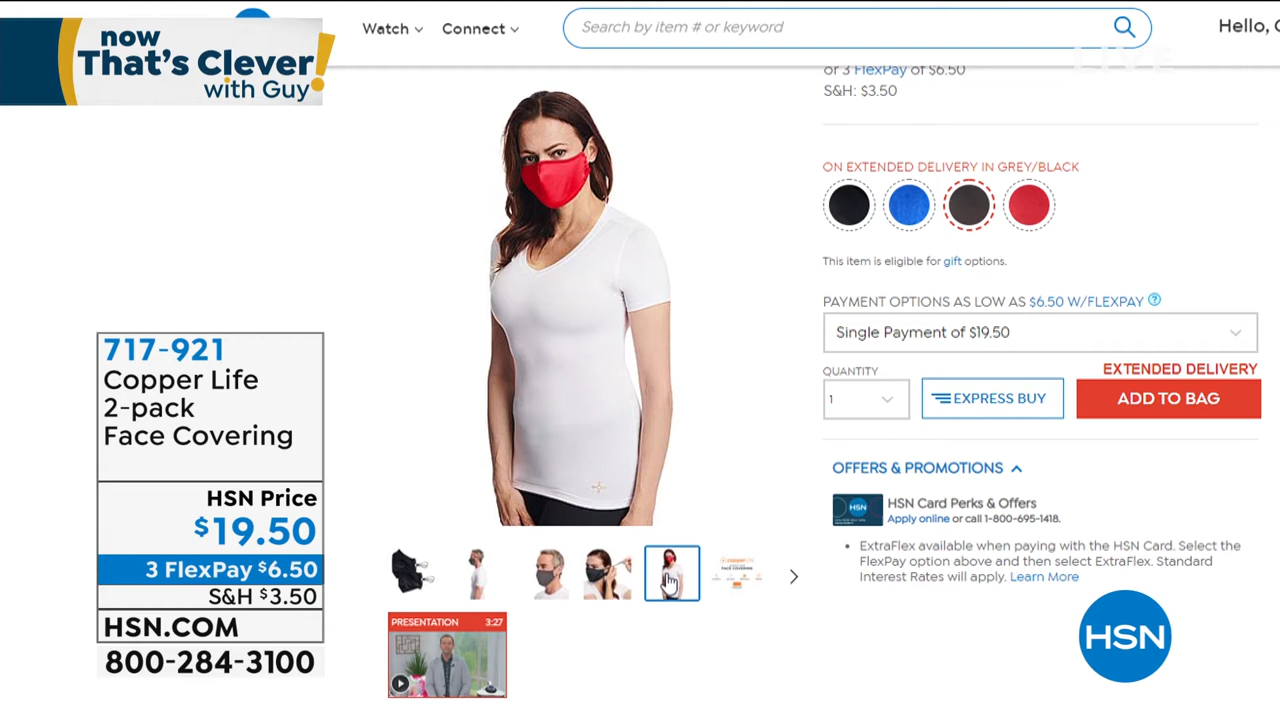 now
That's Clever!
with Guy
Watch
Connect
Search by item # or keyword
Hello,
LIVE
or 3 FlexPay of $6.50
S&H: $3.50
ON EXTENDED DELIVERY IN GREY/BLACK
This item is eligible for gift options.
PAYMENT OPTIONS AS LOW AS $6.50 W/FLEXPAY ?
Single Payment of $19.50
QUANTITY
1
EXPRESS BUY
EXTENDED DELIVERY
ADD TO BAG
OFFERS & PROMOTIONS
HSN
HSN Card Perks & Offers
Apply online or call 1-800-695-1418.
• ExtraFlex available when paying with the HSN Card. Select the
FlexPay option above and then select ExtraFlex. Standard
Interest Rates will apply. Learn More
717-921
Copper Life
2-pack
Face Covering
HSN Price
$19.50
3 FlexPay $6.50
S&H $3.50
HSN.COM
800-284-3100
PRESENTATION 3:27
HSN